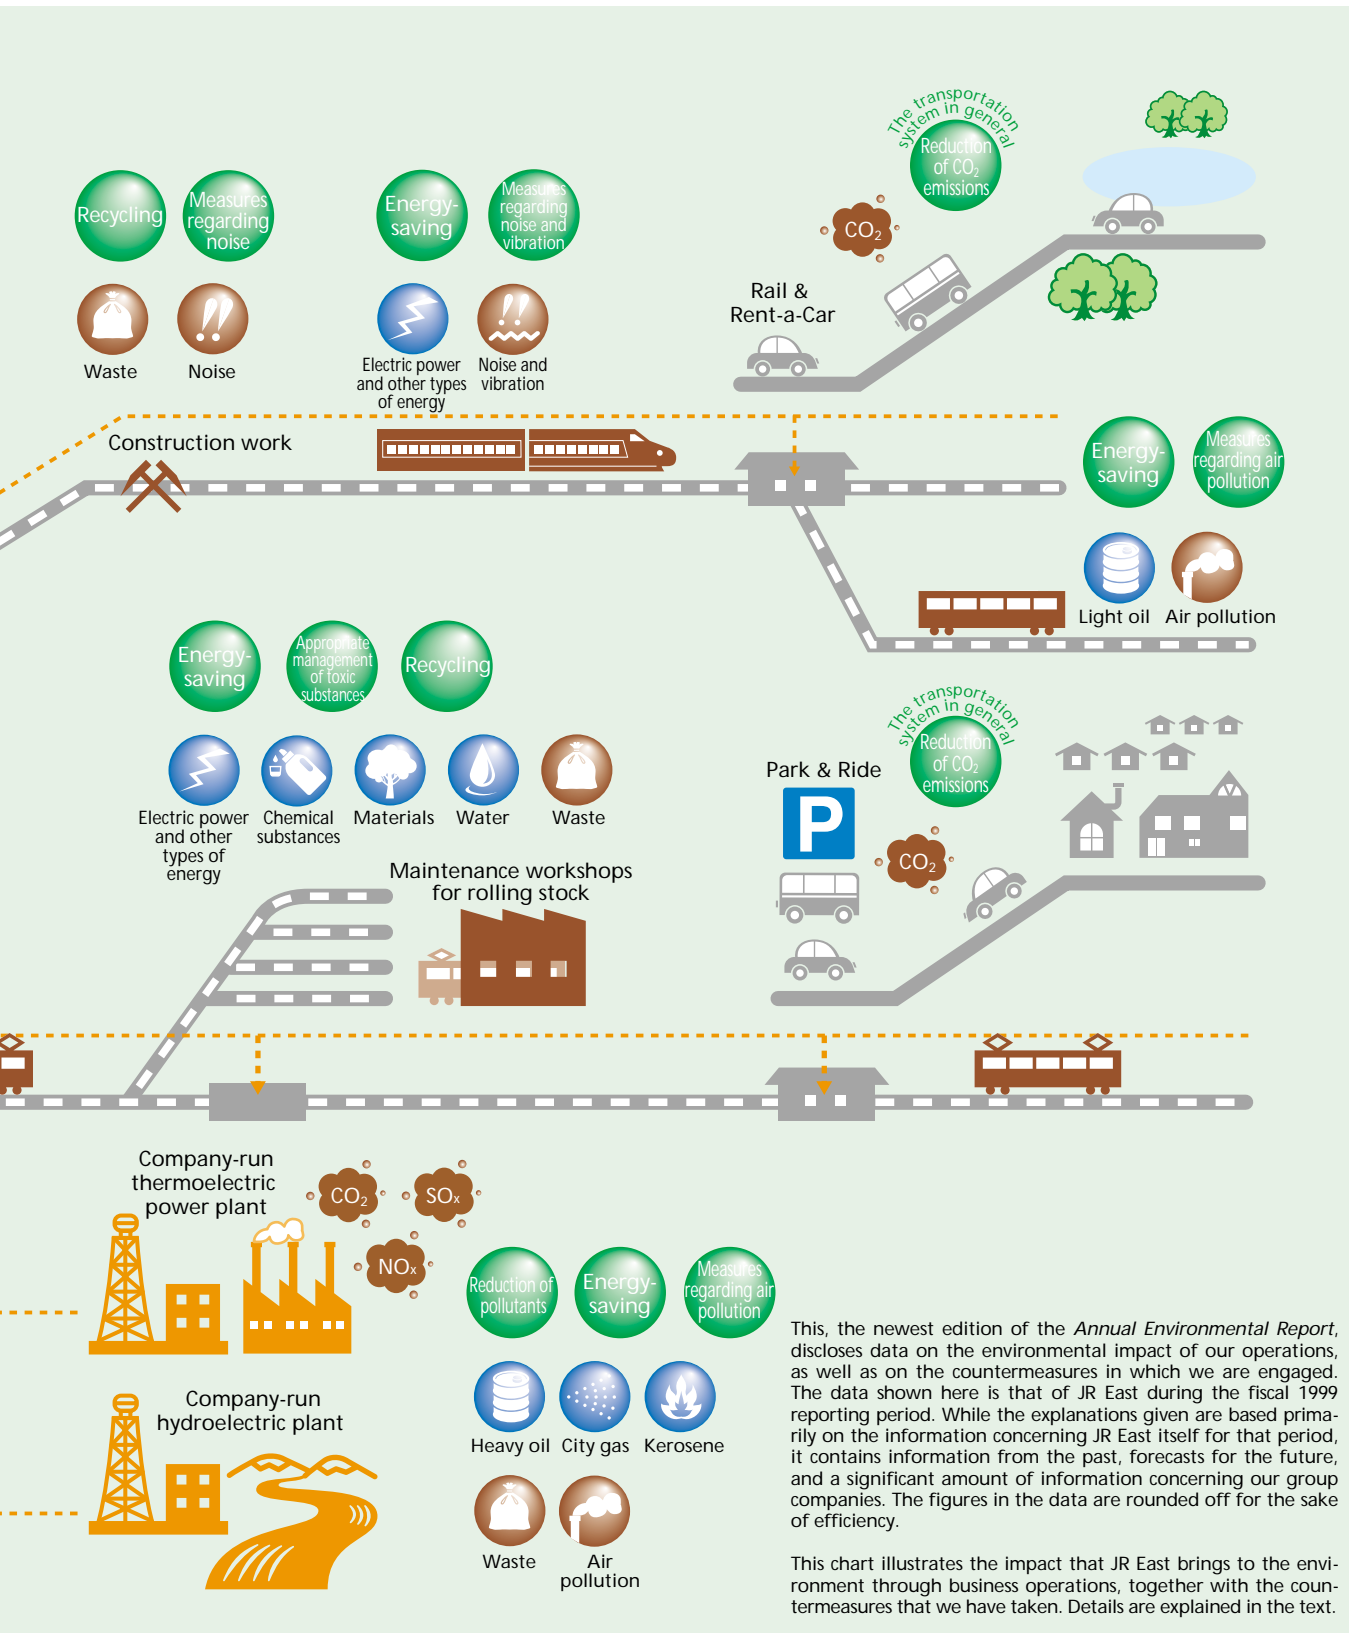 The transportation
system in general
Reduction
of CO₂
emissions
Recycling
Measures
regarding
noise
Energy-
saving
Measures
regarding
noise and
vibration
CO₂
Waste
Noise
Electric power
and other types
of energy
Noise and
vibration
Rail &
Rent-a-Car
Construction work
Energy-
saving
Measures
regarding air
pollution
Light oil
Air pollution
Energy-
saving
Appropriate
management
of toxic
substances
Recycling
Electric power
and other
types of
energy
Chemical
substances
Materials
Water
Waste
Maintenance workshops
for rolling stock
The transportation
system in general
Reduction
of CO₂
emissions
Park & Ride
P
CO₂
Company-run
thermoelectric
power plant
CO₂
SOx
NOx
Reduction of
pollutants
Energy-
saving
Measures
regarding air
pollution
Company-run
hydroelectric plant
Heavy oil
City gas
Kerosene
Waste
Air
pollution
This, the newest edition of the Annual Environmental Report,
discloses data on the environmental impact of our operations,
as well as on the countermeasures in which we are engaged.
The data shown here is that of JR East during the fiscal 1999
reporting period. While the explanations given are based prima-
rily on the information concerning JR East itself for that period,
it contains information from the past, forecasts for the future,
and a significant amount of information concerning our group
companies. The figures in the data are rounded off for the sake
of efficiency.
This chart illustrates the impact that JR East brings to the envi-
ronment through business operations, together with the coun-
termeasures that we have taken. Details are explained in the text.